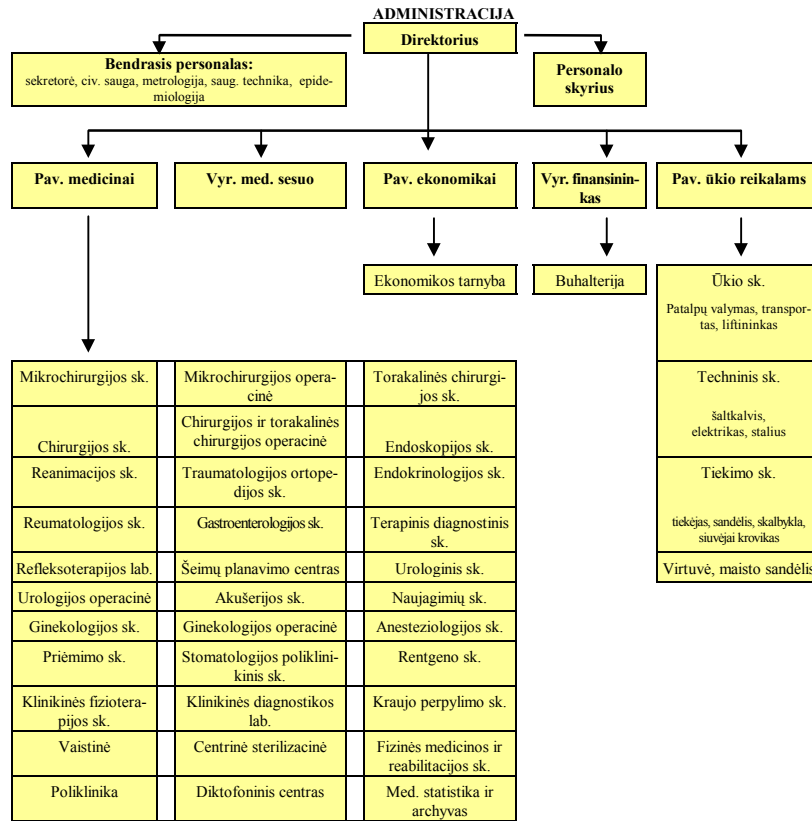 ADMINISTRACIJA
Direktorius
Bendrasis personalas:
sekretorė, civ. sauga, metrologija, saug. technika, epide-
miologija
Personalo
skyrius
Pav. medicinai
Vyr. med. sesuo
Pav. ekonomikai
Vyr. finansinin-
kas
Pav. ūkio reikalams
Ekonomikos tarnyba
Buhalterija
Ūkio sk.
Patalpų valymas, transpor-
tas, liftininkas
Techninis sk.
šaltkalvis,
elektrikas, stalius
Tiekimo sk.
tiekėjas, sandėlis, skalbykla,
siuvėjai krovikas
Virtuvė, maisto sandėlis
Mikrochirurgijos sk.
Mikrochirurgijos opera-
cinė
Torakalinės chirurgi-
jos sk.
Chirurgijos sk.
Chirurgijos ir torakalinės
chirurgijos operacinė
Endoskopijos sk.
Reanimacijos sk.
Traumatologijos ortope-
dijos sk.
Endokrinologijos sk.
Reumatologijos sk.
Gastroenterologijos sk.
Terapinis diagnostinis
sk.
Refleksoterapijos lab.
Šeimų planavimo centras
Urologinis sk.
Urologijos operacinė
Akušerijos sk.
Naujagimių sk.
Ginekologijos sk.
Ginekologijos operacinė
Anesteziologijos sk.
Priėmimo sk.
Stomatologijos poliklini-
kinis sk.
Rentgeno sk.
Klinikinės fiziotera-
pijos sk.
Klinikinės diagnostikos
lab.
Kraujo perpylimo sk.
Vaistinė
Centrinė sterilizacinė
Fizinės medicinos ir
reabilitacijos sk.
Poliklinika
Diktofoninis centras
Med. statistika ir
archyvas